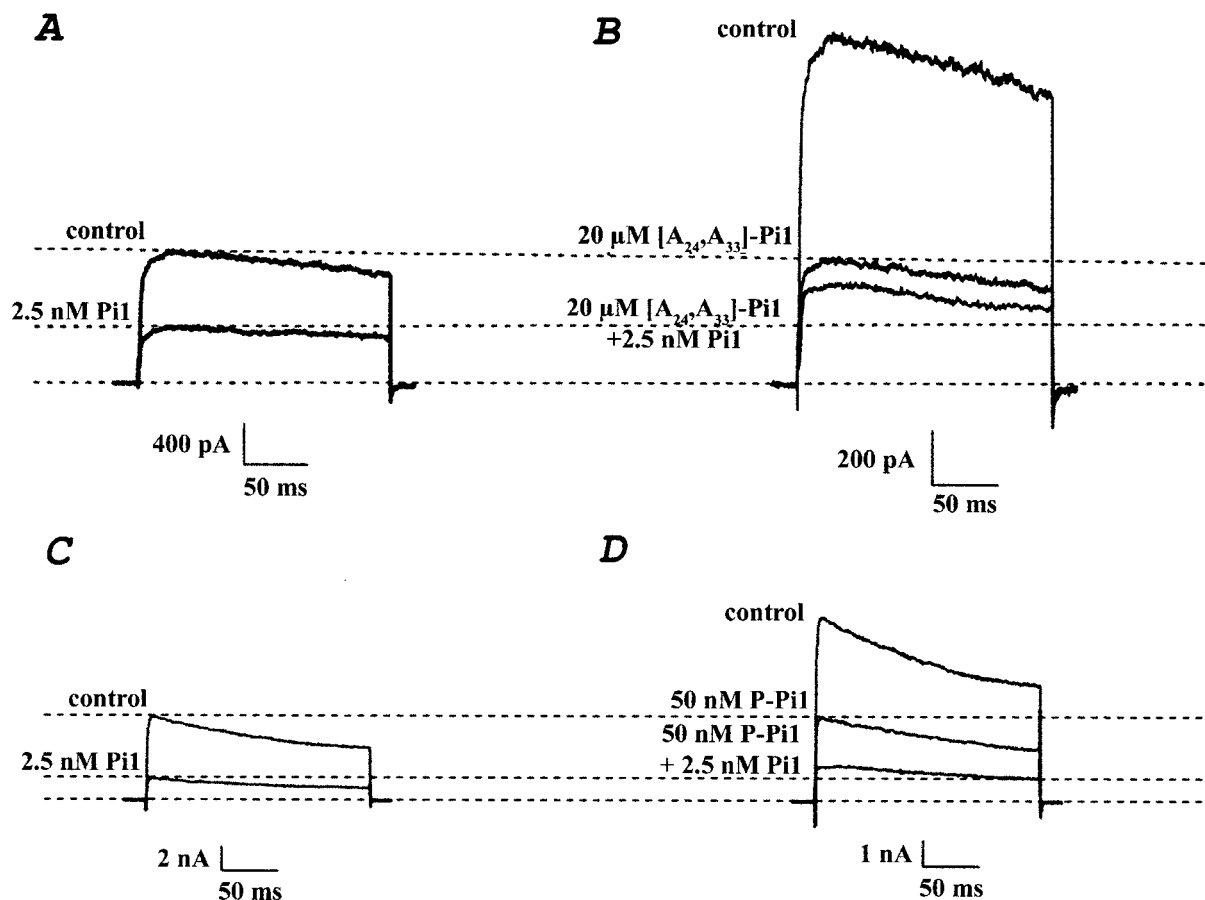 A
control
2.5 nM Pi1
400 pA
50 ms
B
control
20 μM [A24,A33]-Pi1
20 μM [A24,A33]-Pi1
+2.5 nM Pi1
200 pA
50 ms
C
control
2.5 nM Pi1
2 nA
50 ms
D
control
50 nM P-Pi1
50 nM P-Pi1
+ 2.5 nM Pi1
1 nA
50 ms